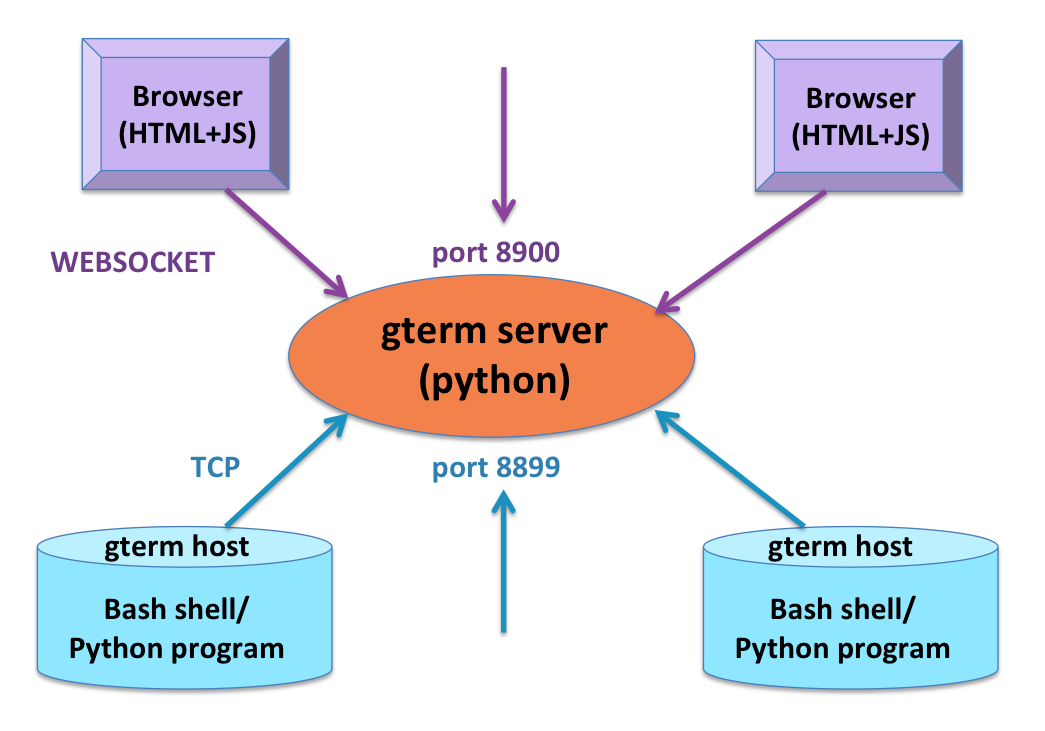 Browser
(HTML+JS)
Browser
(HTML+JS)
WEBSOCKET
port 8900
gterm server
(python)
TCP
port 8899
gterm host
Bash shell/
Python program
gterm host
Bash shell/
Python program